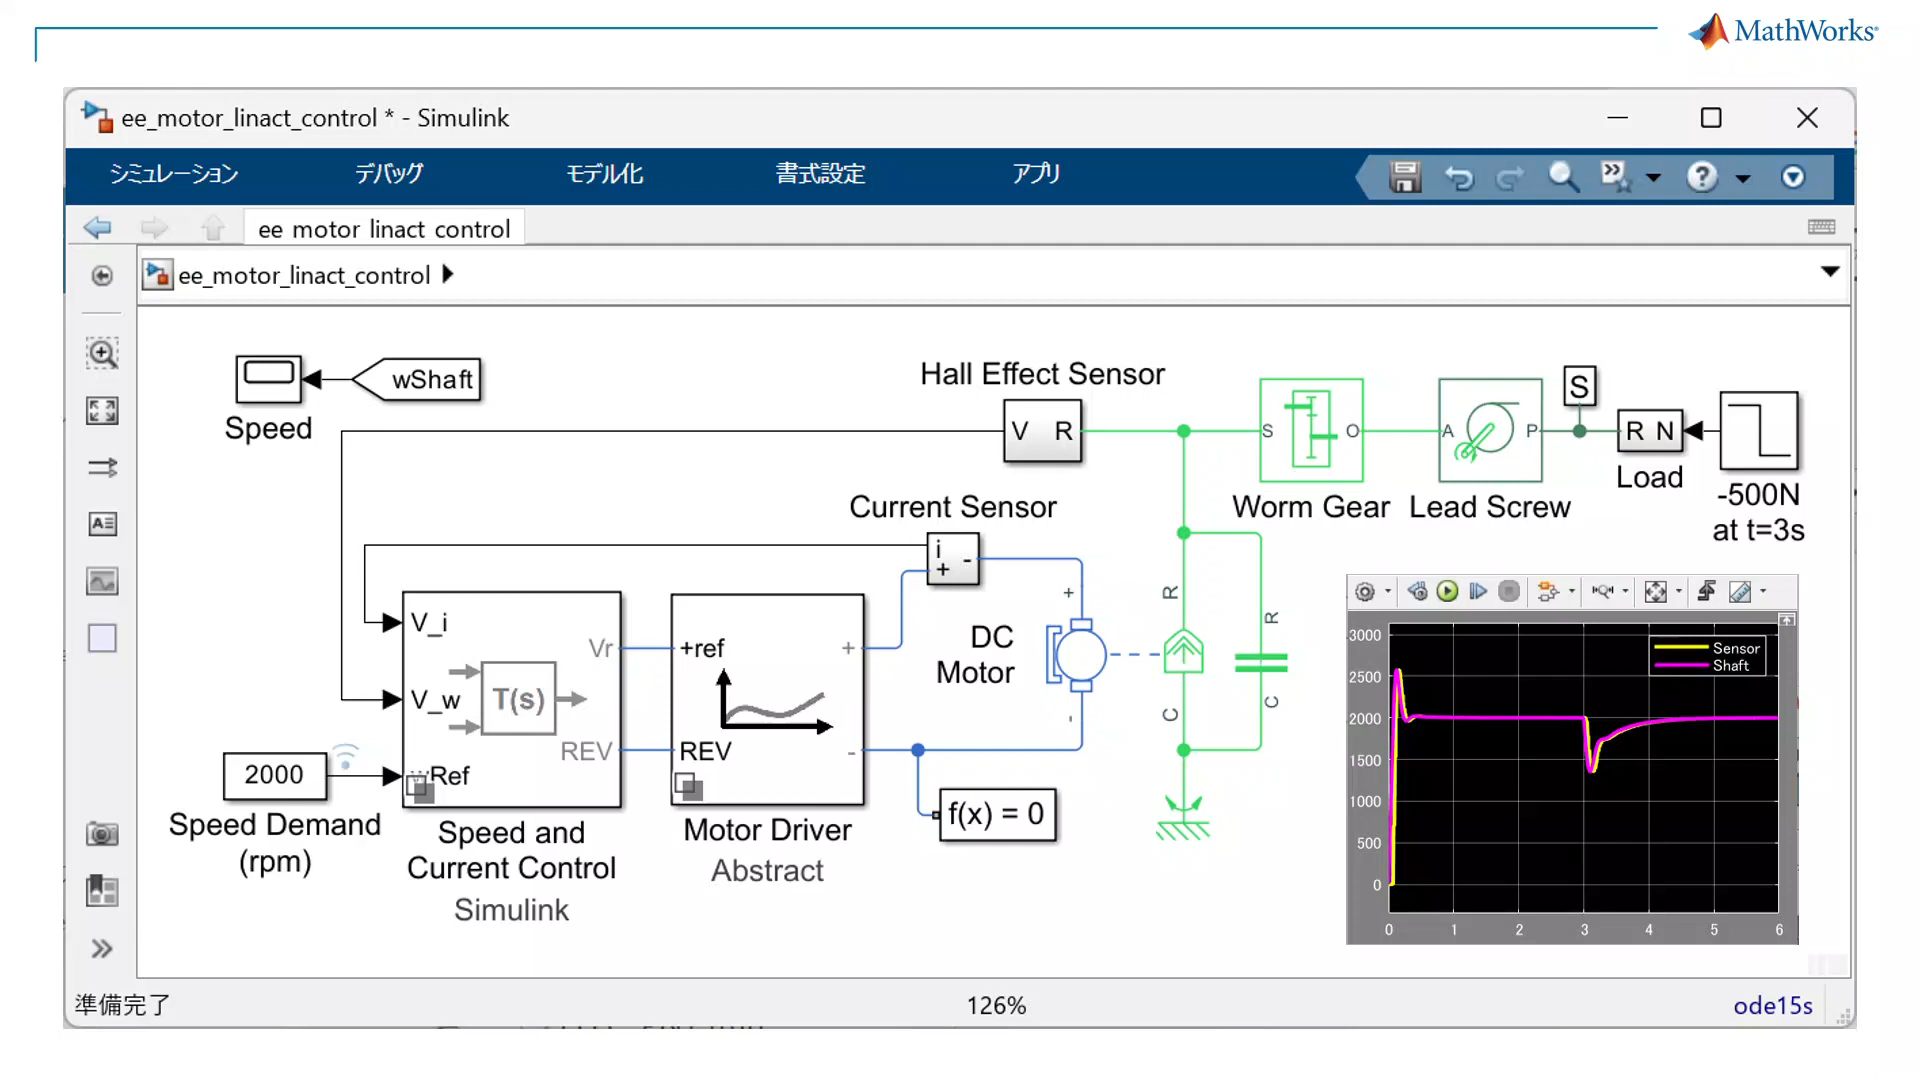 MathWorks®
ee_motor_linact_control * - Simulink
シミュレーション デバッグ モデル化 書式設定 アプリ
ee motor linact control
ee_motor_linact_control
wShaft
Speed
Hall Effect Sensor
V R
S O
A P
S
R N
Load
Worm Gear
Lead Screw
-500N
at t=3s
Current Sensor
i
+ -
V_i
V_w
Ref
T(s)
Vr
REV
+ref
REV
+
-
DC
Motor
+
-
R
C
R
C
2000
Speed Demand
(rpm)
Speed and
Current Control
Simulink
Motor Driver
Abstract
f(x) = 0
Sensor
Shaft
3000
2500
2000
1500
1000
500
0
0 1 2 3 4 5 6
準備完了
126%
ode15s